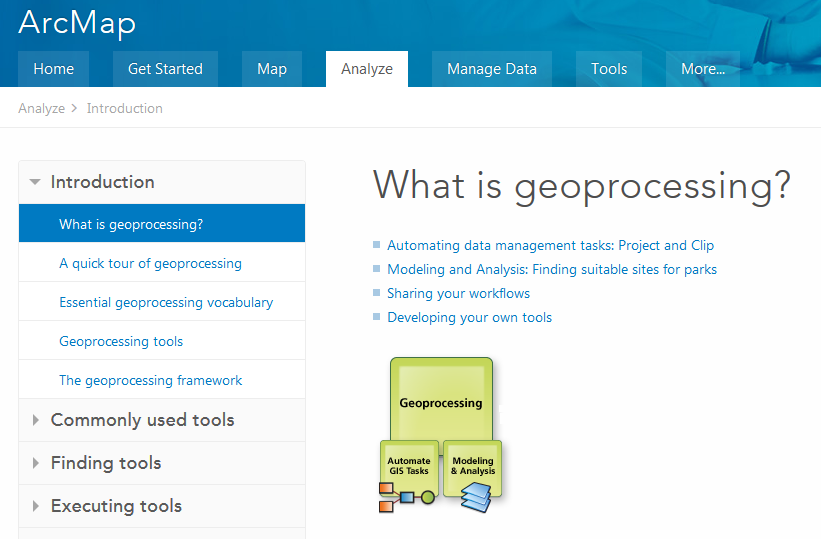 ArcMap
Home Get Started Map Analyze Manage Data Tools More...
Analyze > Introduction
Introduction
What is geoprocessing?
A quick tour of geoprocessing
Essential geoprocessing vocabulary
Geoprocessing tools
The geoprocessing framework
Commonly used tools
Finding tools
Executing tools
What is geoprocessing?
Automating data management tasks: Project and Clip
Modeling and Analysis: Finding suitable sites for parks
Sharing your workflows
Developing your own tools
Geoprocessing
Automate
GIS Tasks
Modeling
& Analysis